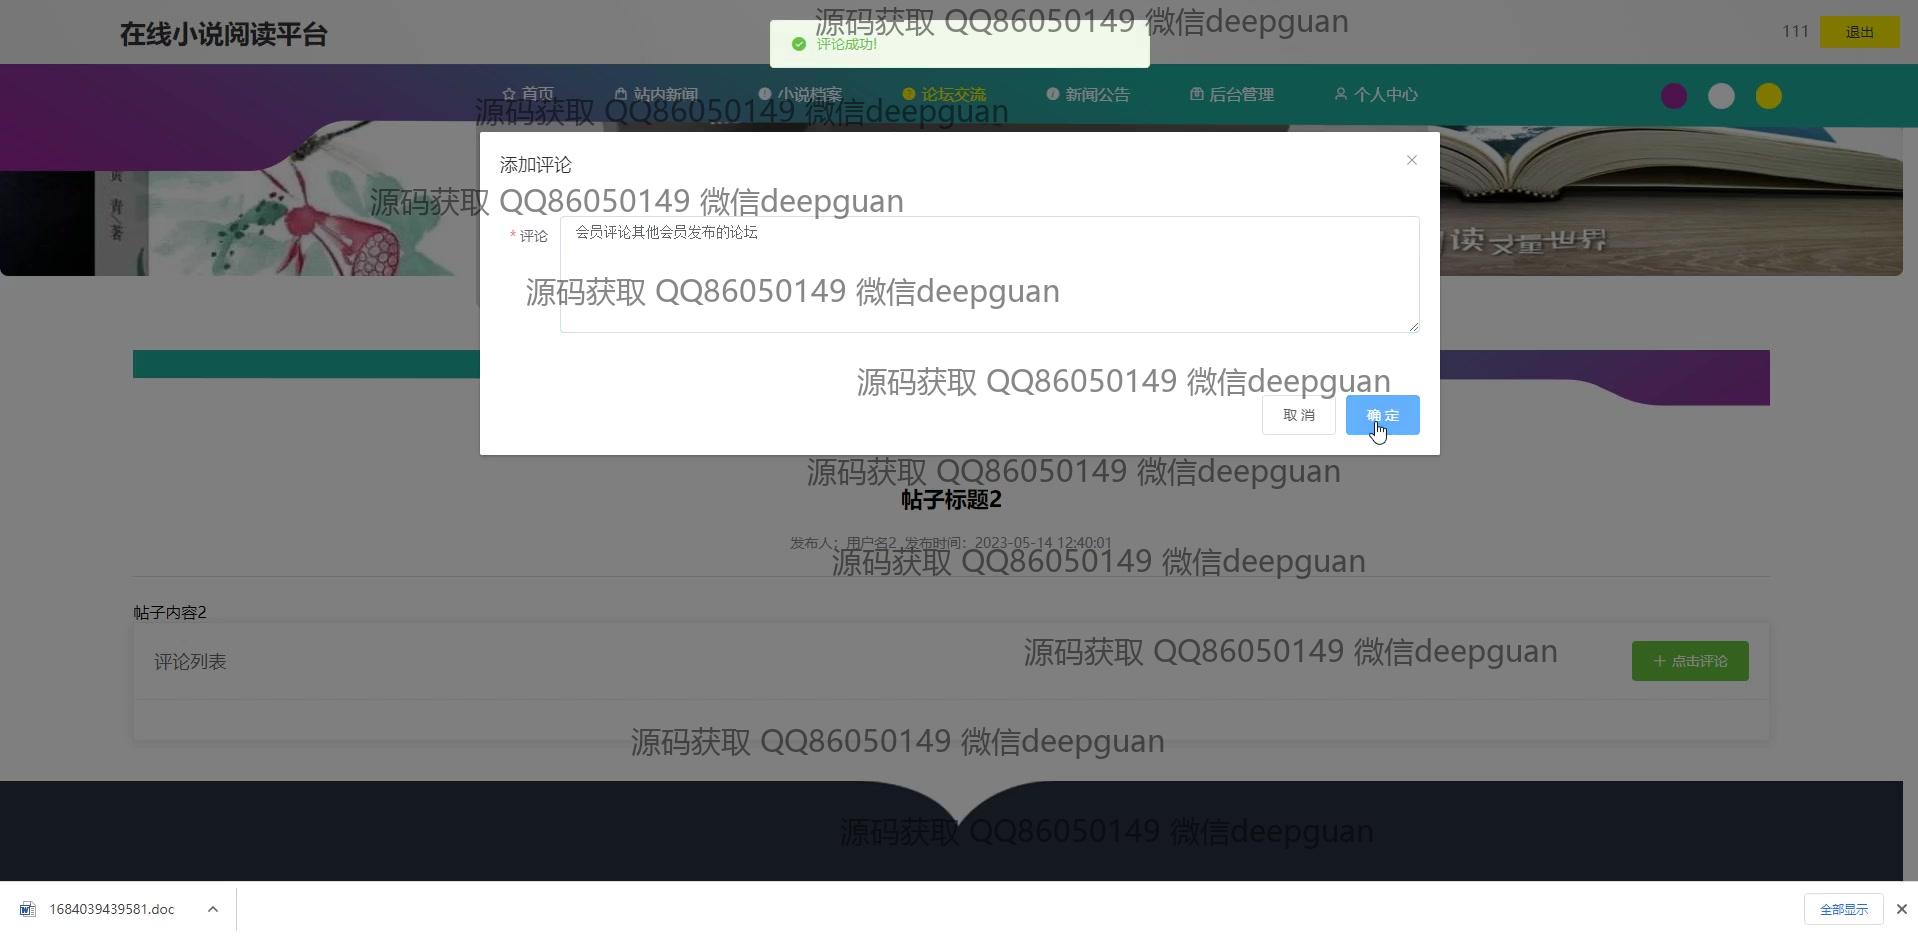 在线小说阅读平台
源码获取 QQ86050149 微信deepguan
评论成功!
111
退出
首页
站内新闻
小说档案
论坛交流
新闻公告
后台管理
个人中心
源码获取 QQ86050149 微信deepguan
添加评论
源码获取 QQ86050149 微信deepguan
* 评论
会员评论其他会员发布的论坛
源码获取 QQ86050149 微信deepguan
源码获取 QQ86050149 微信deepguan
取消
确定
源码获取 QQ86050149 微信deepguan
帖子标题2
发布人：用户名2 发布时间：2023-05-14 12:40:01
源码获取 QQ86050149 微信deepguan
帖子内容2
评论列表
源码获取 QQ86050149 微信deepguan
+ 点击评论
源码获取 QQ86050149 微信deepguan
源码获取 QQ86050149 微信deepguan
1684039439581.doc
全部显示